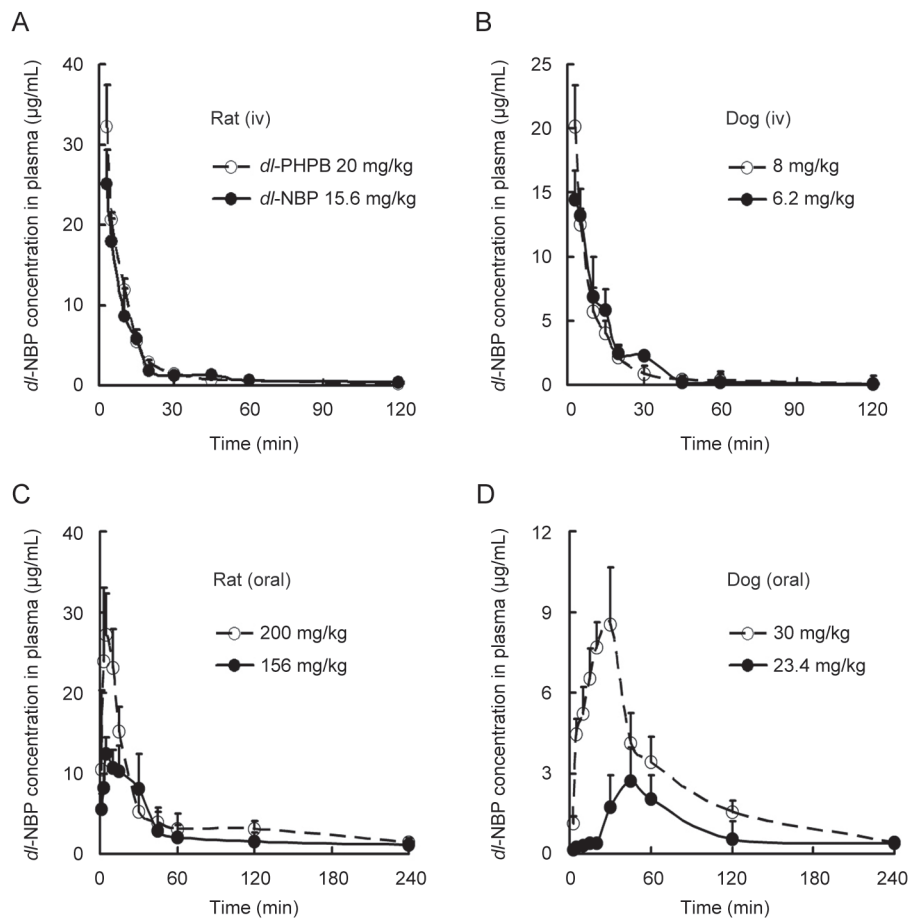 A
dl-NBP concentration in plasma (µg/mL)
40
30
20
10
0
Rat (iv)
dl-PHPB 20 mg/kg
dl-NBP 15.6 mg/kg
0 30 60 90 120
Time (min)
B
dl-NBP concentration in plasma (µg/mL)
25
20
15
10
5
0
Dog (iv)
8 mg/kg
6.2 mg/kg
0 30 60 90 120
Time (min)
C
dl-NBP concentration in plasma (µg/mL)
40
30
20
10
0
Rat (oral)
200 mg/kg
156 mg/kg
0 60 120 180 240
Time (min)
D
dl-NBP concentration in plasma (µg/mL)
12
9
6
3
0
Dog (oral)
30 mg/kg
23.4 mg/kg
0 60 120 180 240
Time (min)